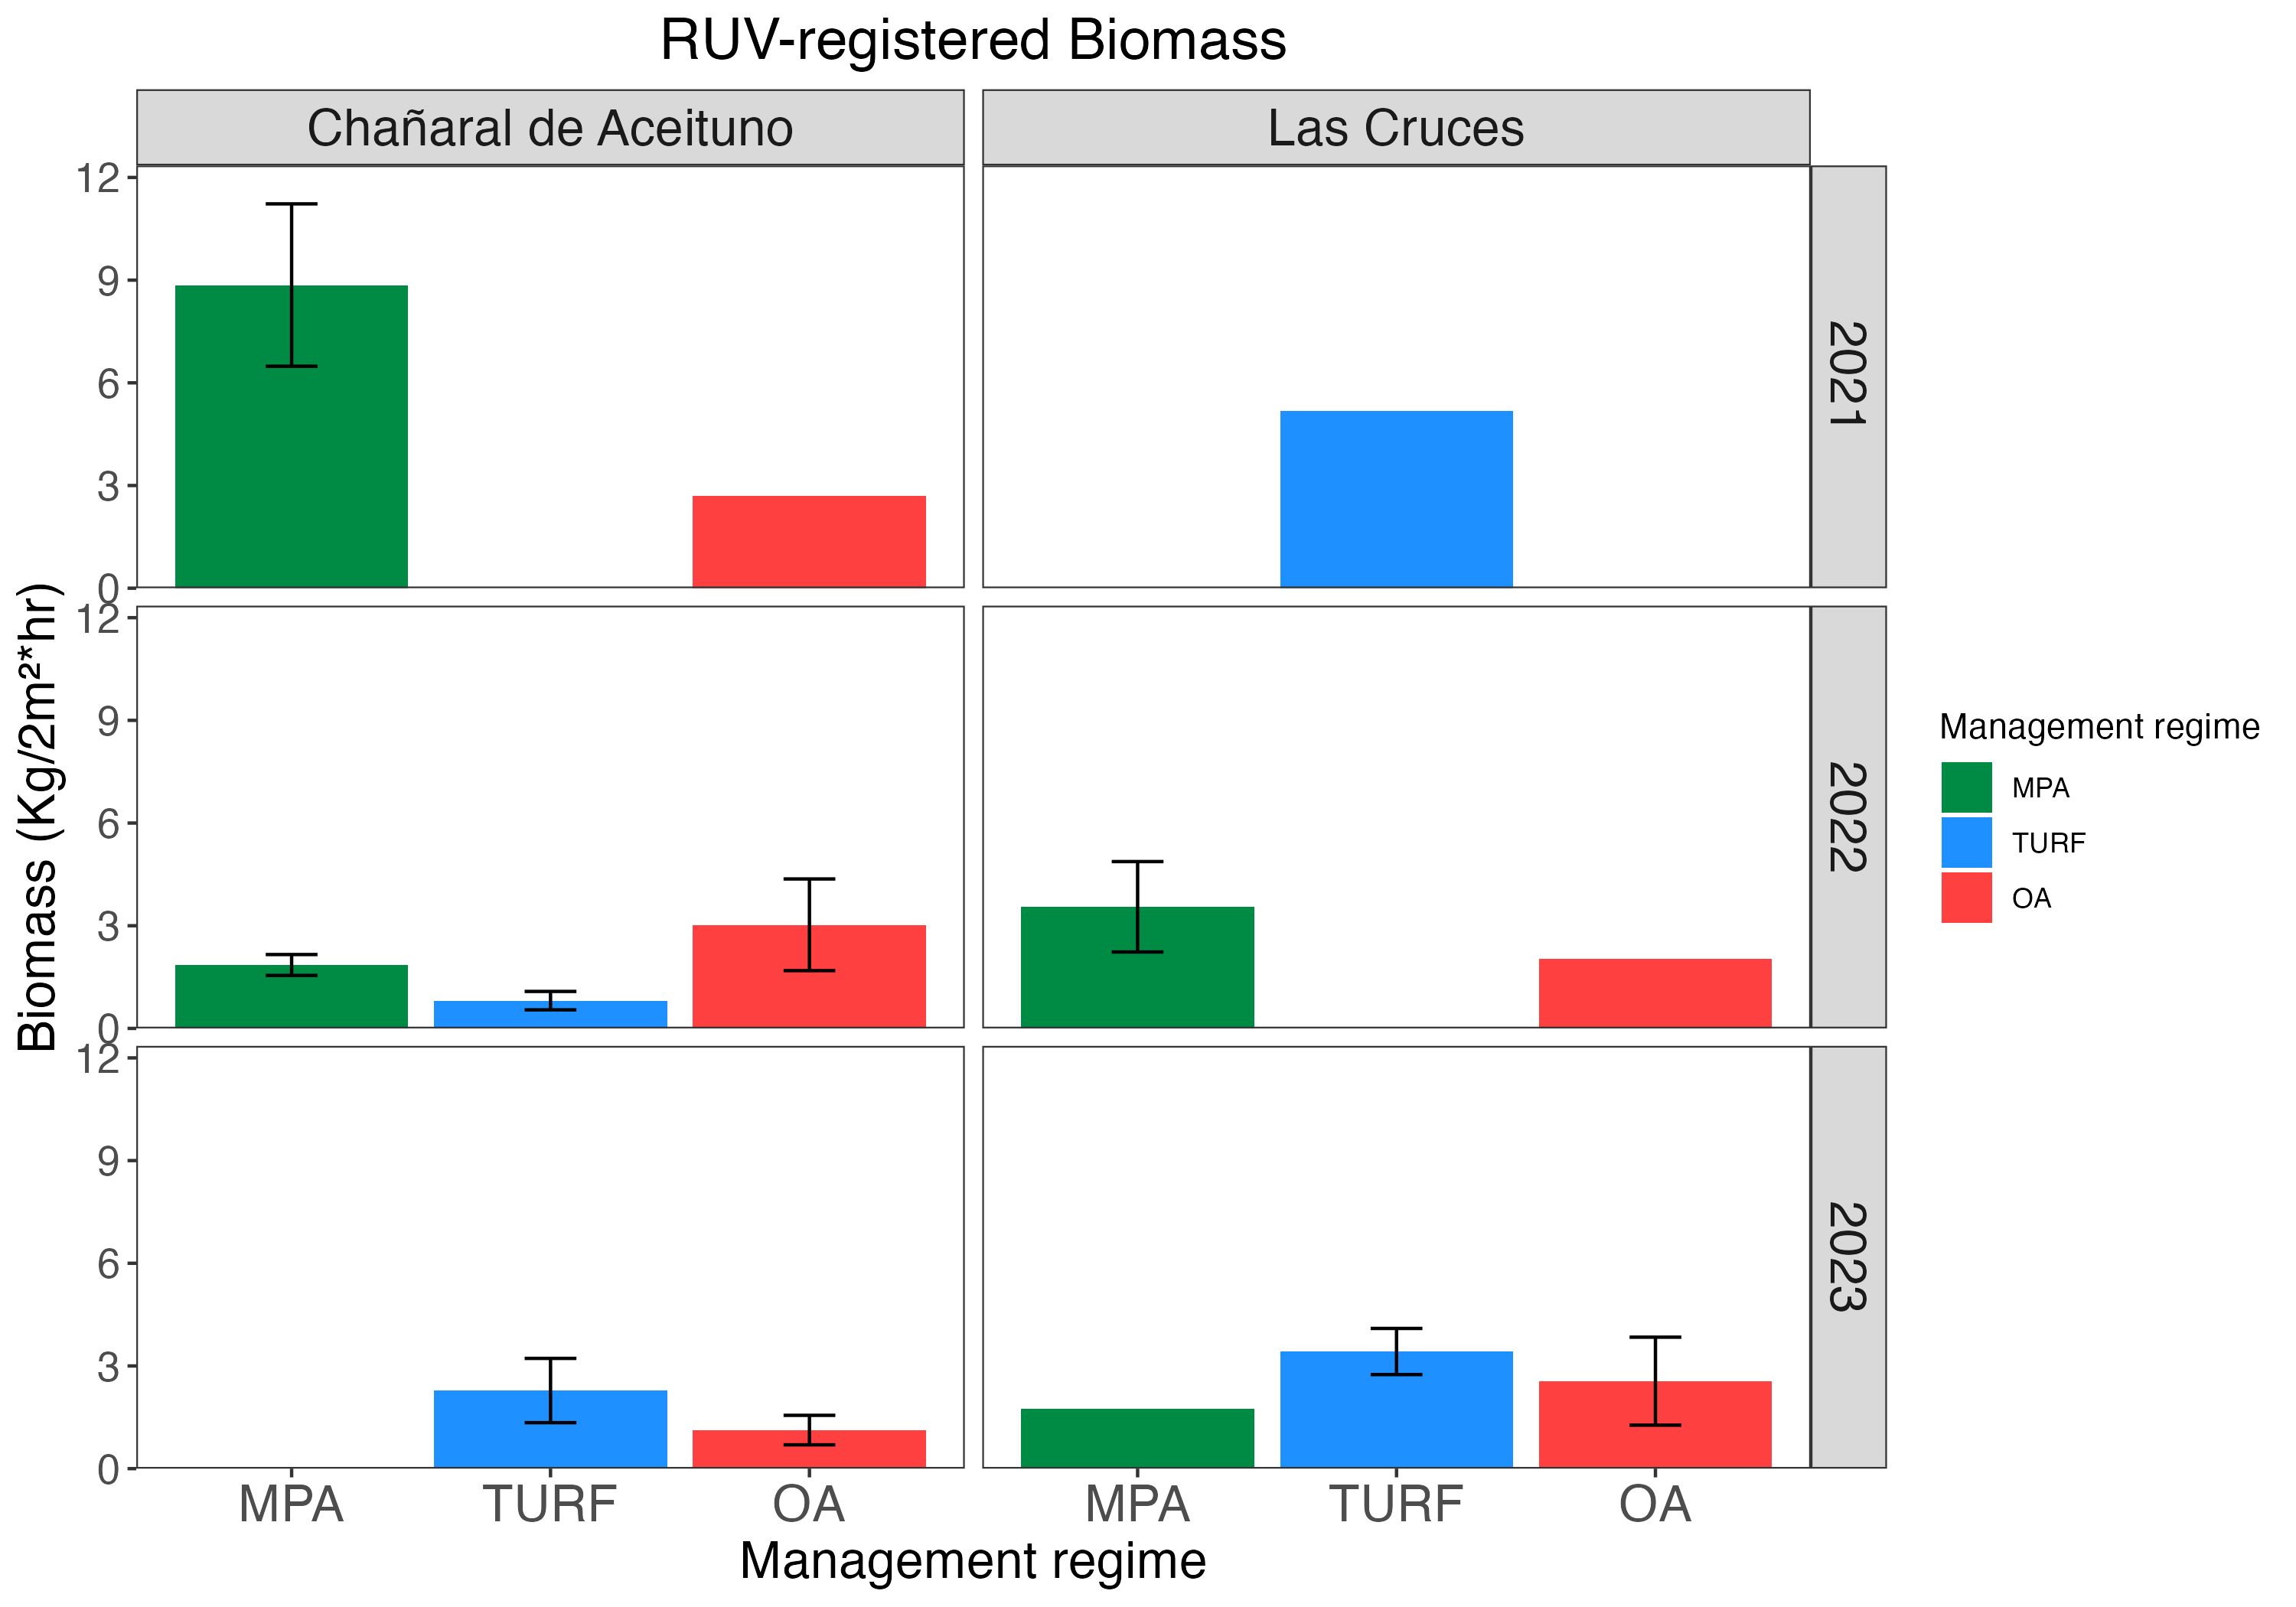 RUV-registered Biomass
Chañaral de Aceituno
Las Cruces
12
9
6
3
0
2021
12
9
6
3
0
2022
12
9
6
3
0
2023
Biomass (Kg/2m²*hr)
MPA TURF OA
MPA TURF OA
Management regime
Management regime
MPA
TURF
OA